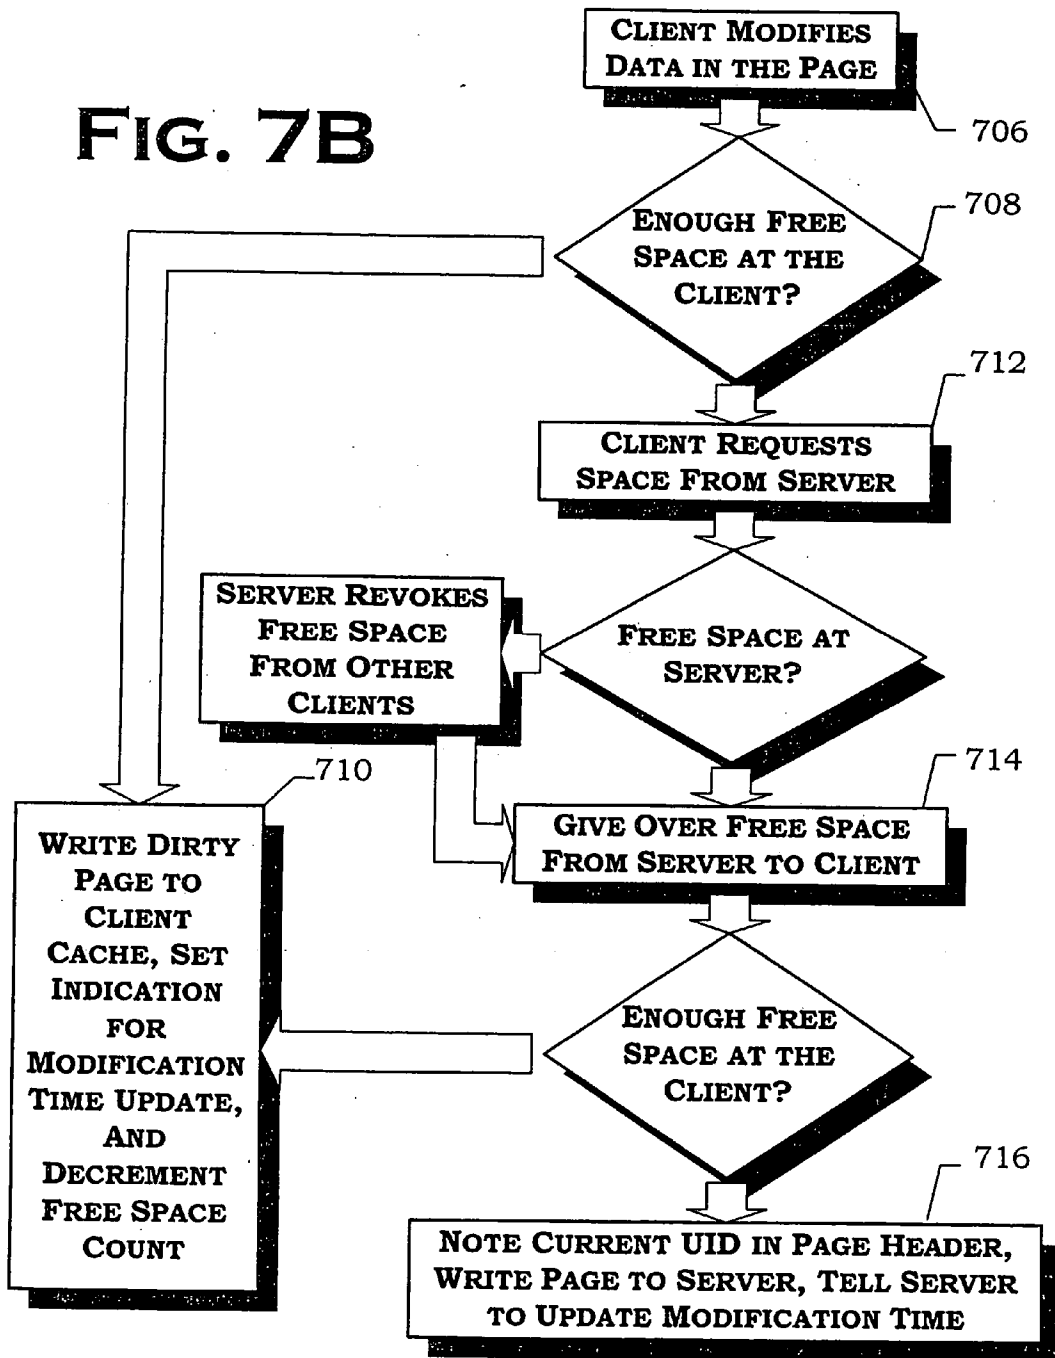 CLIENT MODIFIES
DATA IN THE PAGE
FIG. 7B
706
708
ENOUGH FREE
SPACE AT THE
CLIENT?
712
CLIENT REQUESTS
SPACE FROM SERVER
SERVER REVOKES
FREE SPACE
FROM OTHER
CLIENTS
FREE SPACE AT
SERVER?
710
714
GIVE OVER FREE SPACE
FROM SERVER TO CLIENT
WRITE DIRTY
PAGE TO
CLIENT
CACHE, SET
INDICATION
FOR
MODIFICATION
TIME UPDATE,
AND
DECREMENT
FREE SPACE
COUNT
ENOUGH FREE
SPACE AT THE
CLIENT?
716
NOTE CURRENT UID IN PAGE HEADER,
WRITE PAGE TO SERVER, TELL SERVER
TO UPDATE MODIFICATION TIME